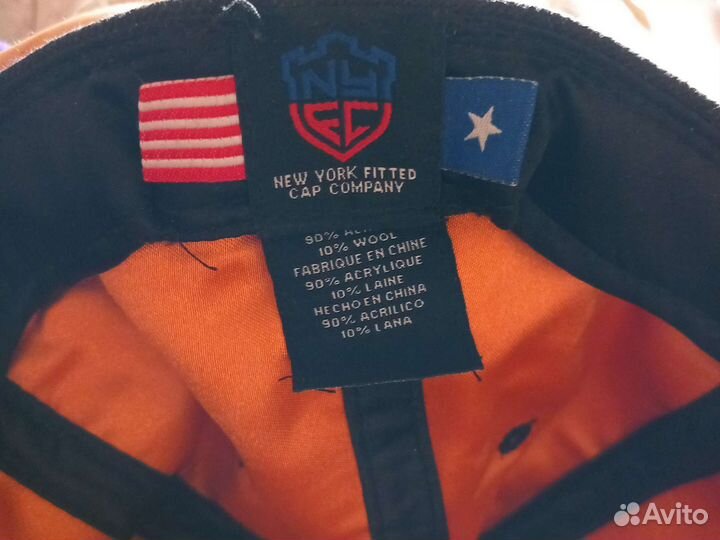 NY
FC
NEW YORK FITTED
CAP COMPANY
90%
10% WOOL
FABRIQUE EN CHINE
90% ACRYLIQUE
10% LAINE
HECHO EN CHINA
90% ACRILICO
10% LANA
Avito